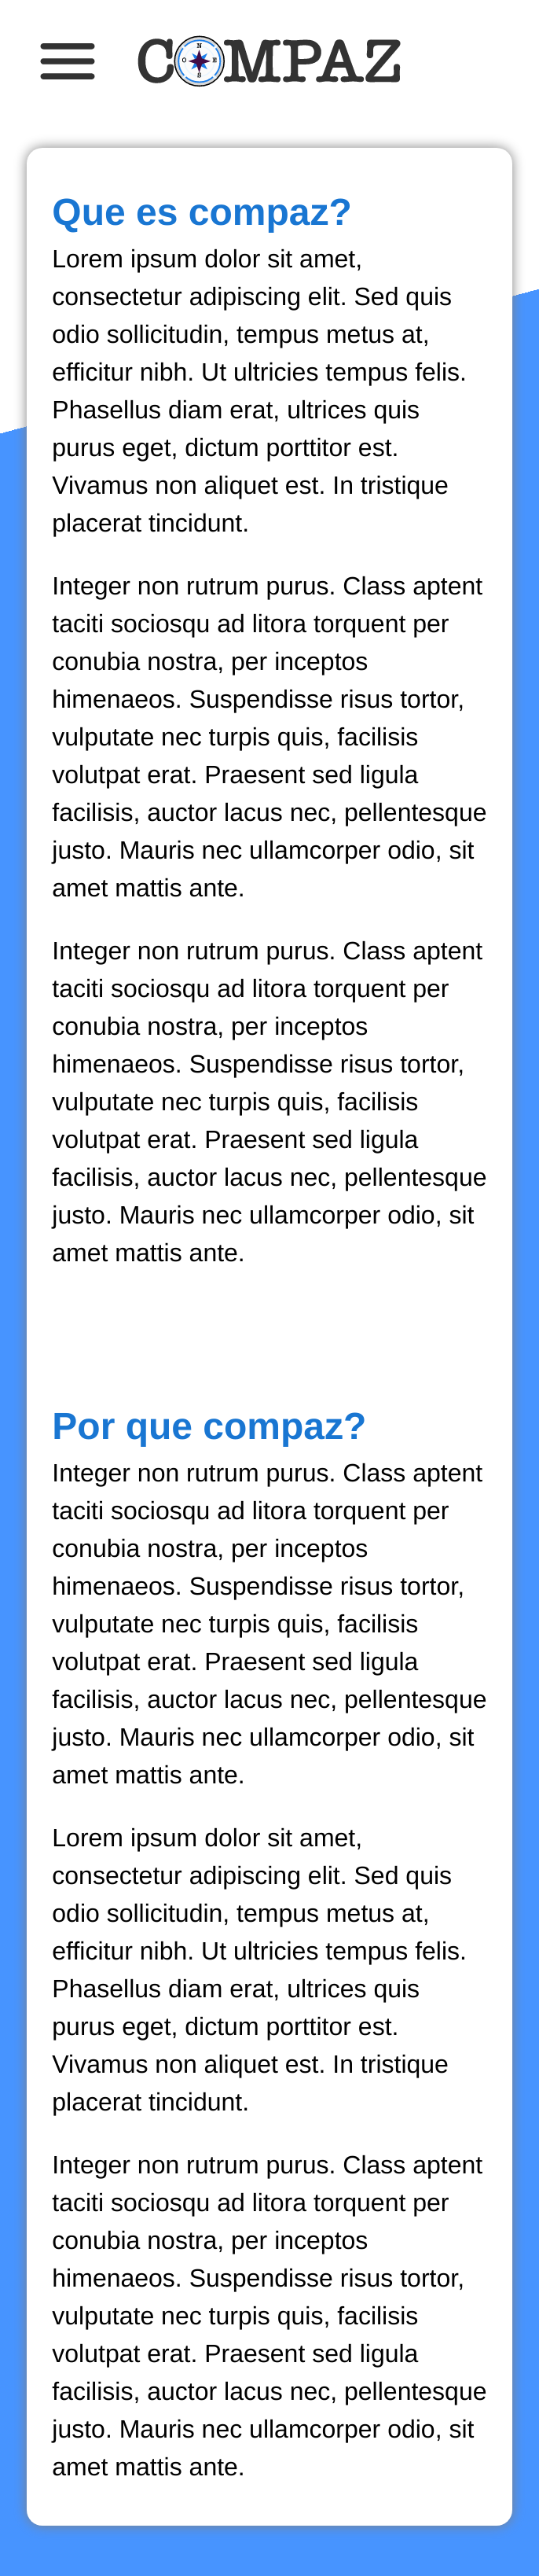 COMPAZ
N
O E
S
Que es compaz?
Lorem ipsum dolor sit amet,
consectetur adipiscing elit. Sed quis
odio sollicitudin, tempus metus at,
efficitur nibh. Ut ultricies tempus felis.
Phasellus diam erat, ultrices quis
purus eget, dictum porttitor est.
Vivamus non aliquet est. In tristique
placerat tincidunt.
Integer non rutrum purus. Class aptent
taciti sociosqu ad litora torquent per
conubia nostra, per inceptos
himenaeos. Suspendisse risus tortor,
vulputate nec turpis quis, facilisis
volutpat erat. Praesent sed ligula
facilisis, auctor lacus nec, pellentesque
justo. Mauris nec ullamcorper odio, sit
amet mattis ante.
Integer non rutrum purus. Class aptent
taciti sociosqu ad litora torquent per
conubia nostra, per inceptos
himenaeos. Suspendisse risus tortor,
vulputate nec turpis quis, facilisis
volutpat erat. Praesent sed ligula
facilisis, auctor lacus nec, pellentesque
justo. Mauris nec ullamcorper odio, sit
amet mattis ante.
Por que compaz?
Integer non rutrum purus. Class aptent
taciti sociosqu ad litora torquent per
conubia nostra, per inceptos
himenaeos. Suspendisse risus tortor,
vulputate nec turpis quis, facilisis
volutpat erat. Praesent sed ligula
facilisis, auctor lacus nec, pellentesque
justo. Mauris nec ullamcorper odio, sit
amet mattis ante.
Lorem ipsum dolor sit amet,
consectetur adipiscing elit. Sed quis
odio sollicitudin, tempus metus at,
efficitur nibh. Ut ultricies tempus felis.
Phasellus diam erat, ultrices quis
purus eget, dictum porttitor est.
Vivamus non aliquet est. In tristique
placerat tincidunt.
Integer non rutrum purus. Class aptent
taciti sociosqu ad litora torquent per
conubia nostra, per inceptos
himenaeos. Suspendisse risus tortor,
vulputate nec turpis quis, facilisis
volutpat erat. Praesent sed ligula
facilisis, auctor lacus nec, pellentesque
justo. Mauris nec ullamcorper odio, sit
amet mattis ante.